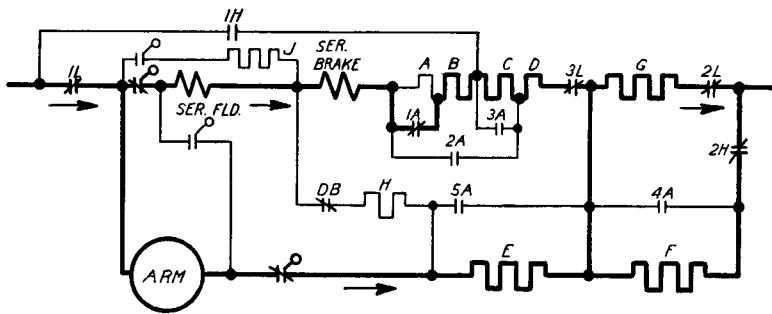 1H
J
SER.
BRAKE
A B C D 3L G
1L
2L
SER. FLD.
1A
3A
2A
2H
DB
H
5A
4A
ARM
E
F